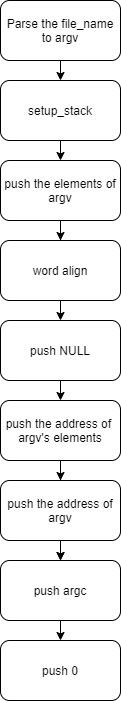 Parse the file_name
to argv
setup_stack
push the elements of
argv
word align
push NULL
push the address of
argv's elements
push the address of
argv
push argc
push 0